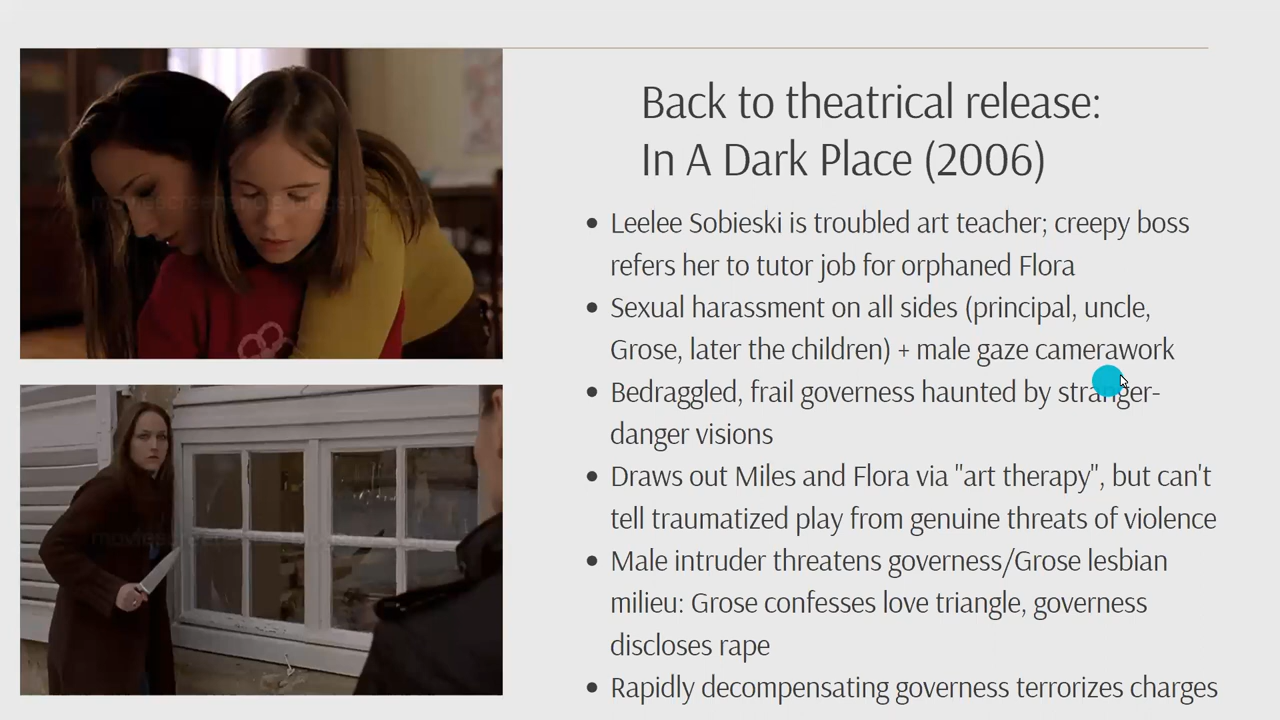 Back to theatrical release:
In A Dark Place (2006)
• Leelee Sobieski is troubled art teacher; creepy boss
refers her to tutor job for orphaned Flora
• Sexual harassment on all sides (principal, uncle,
Grose, later the children) + male gaze camerawork
• Bedraggled, frail governess haunted by stranger-
danger visions
• Draws out Miles and Flora via "art therapy", but can't
tell traumatized play from genuine threats of violence
• Male intruder threatens governess/Grose lesbian
milieu: Grose confesses love triangle, governess
discloses rape
• Rapidly decompensating governess terrorizes charges